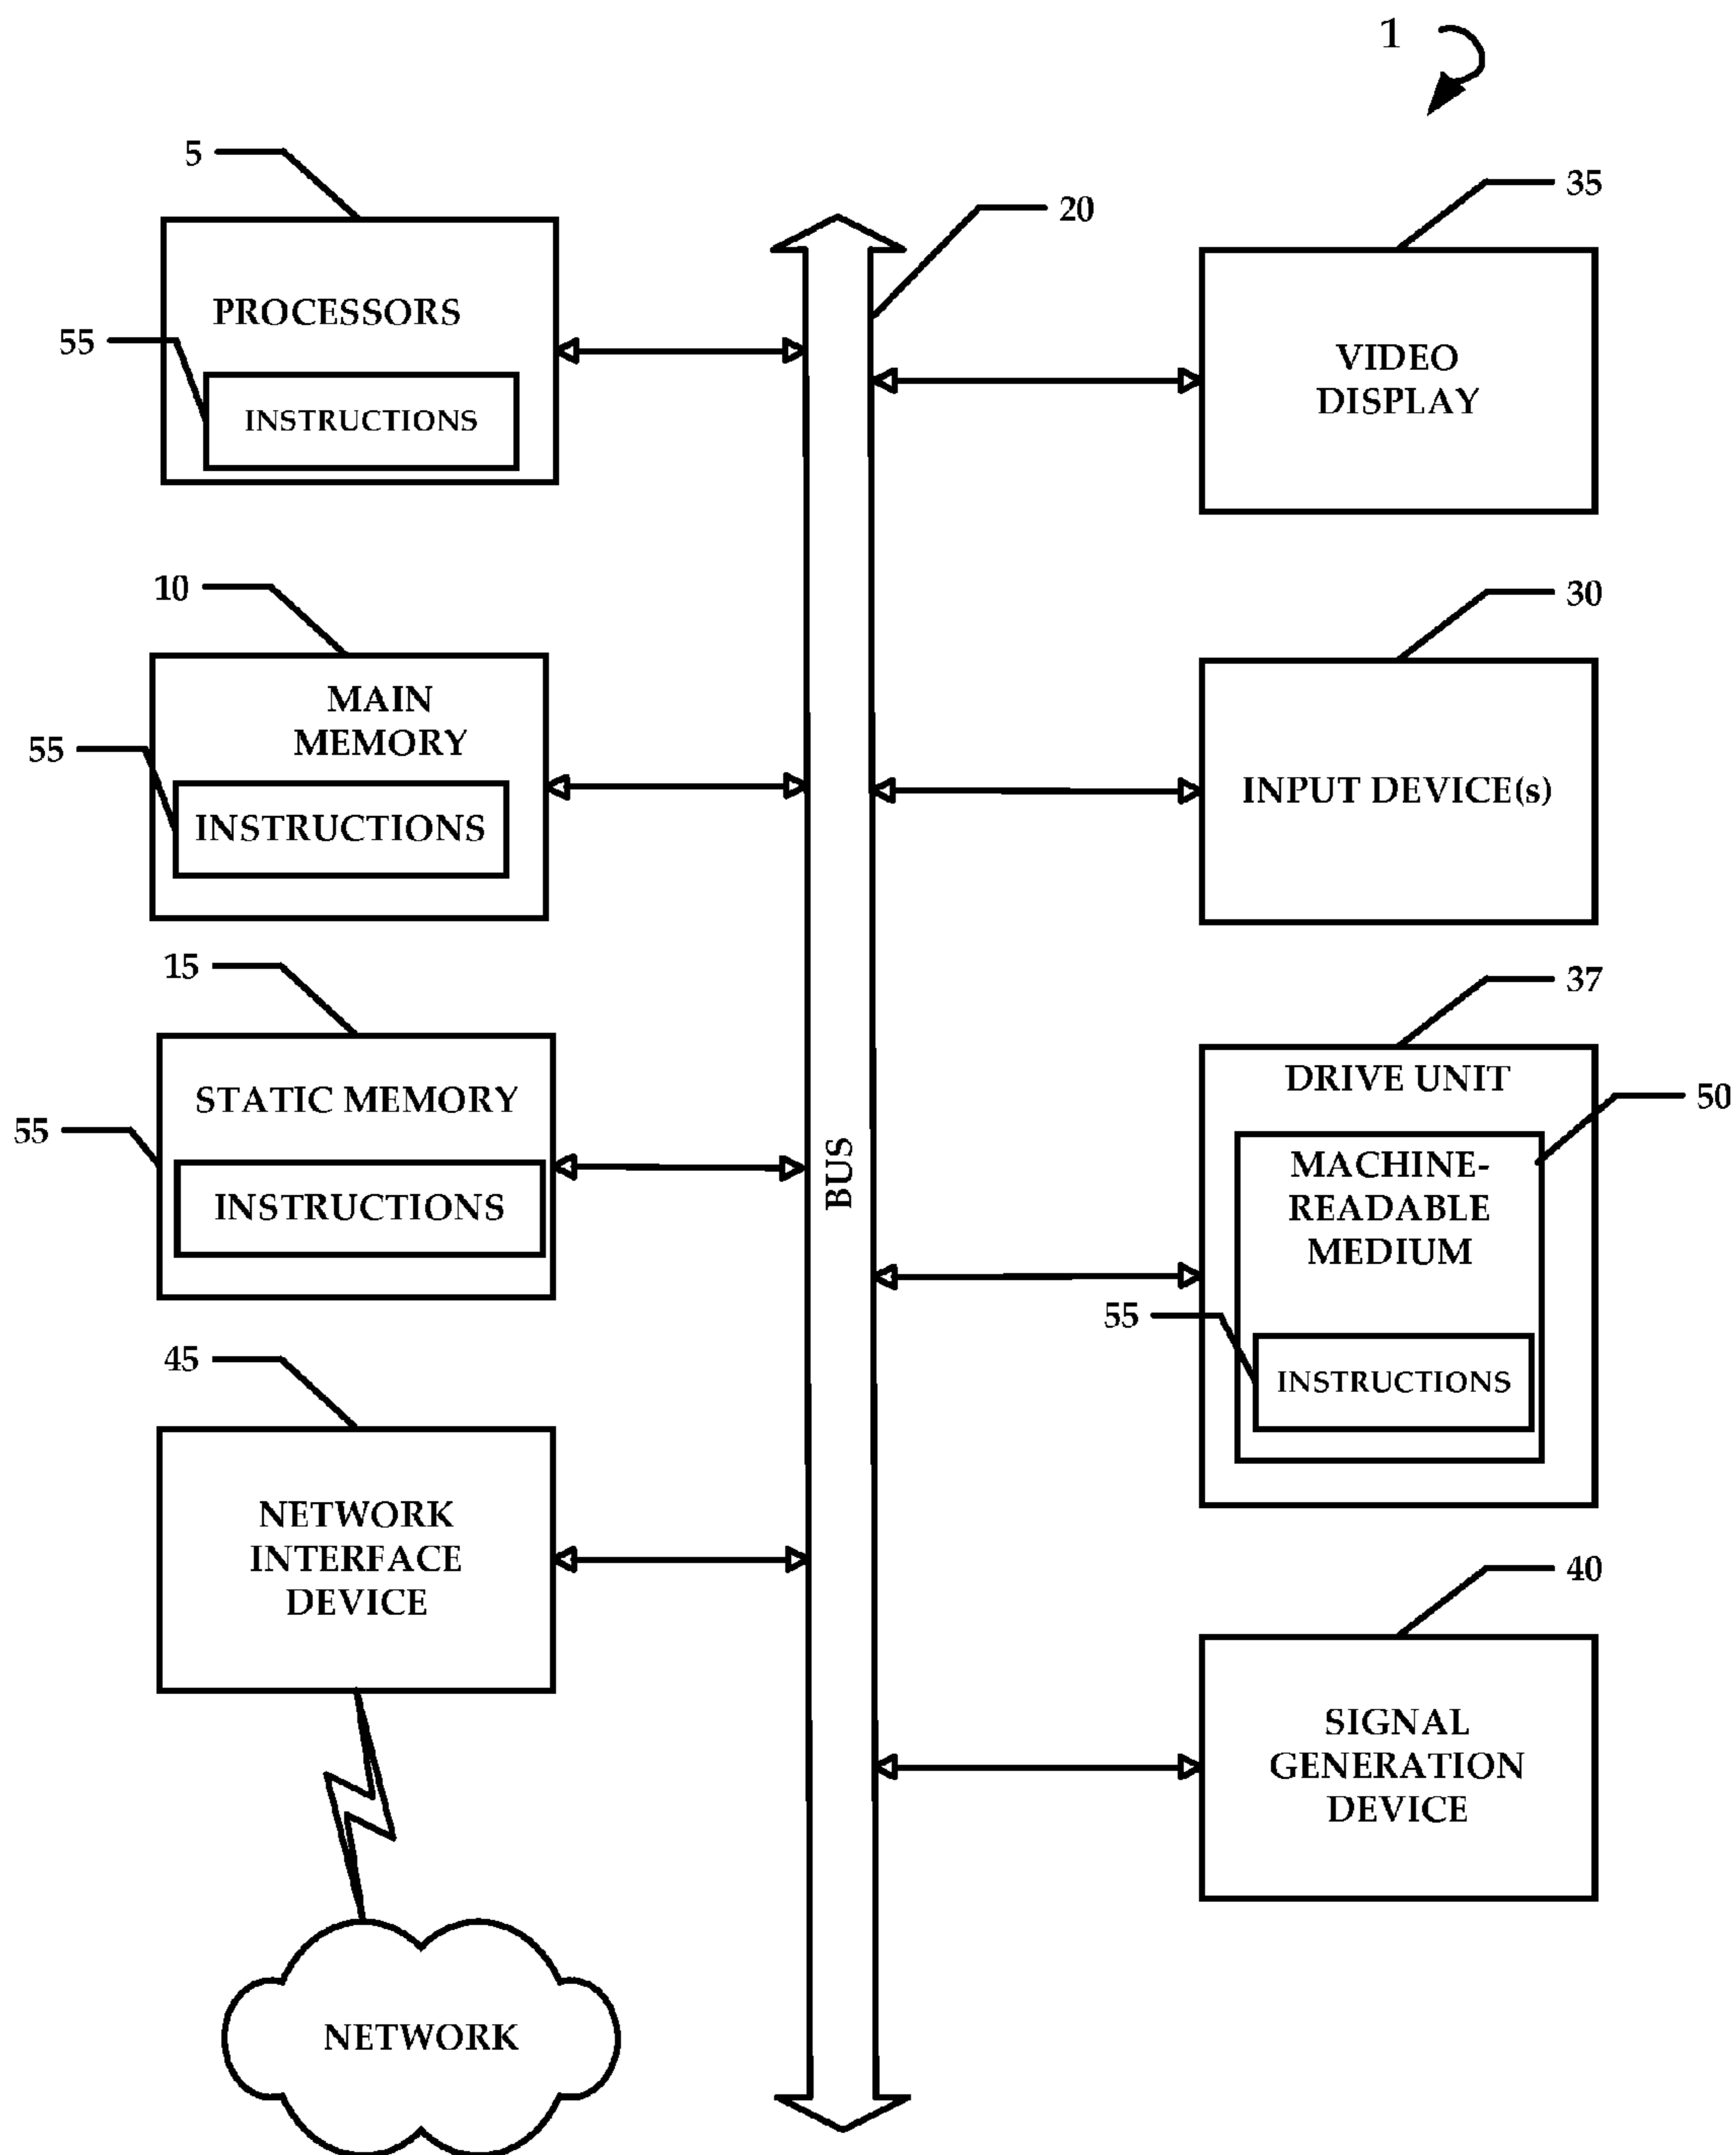 1
5
PROCESSORS
55
INSTRUCTIONS
10
MAIN
MEMORY
55
INSTRUCTIONS
15
STATIC MEMORY
55
INSTRUCTIONS
45
NETWORK
INTERFACE
DEVICE
NETWORK
20
BUS
35
VIDEO
DISPLAY
30
INPUT DEVICE(s)
37
DRIVE UNIT
50
MACHINE-
READABLE
MEDIUM
55
INSTRUCTIONS
40
SIGNAL
GENERATION
DEVICE